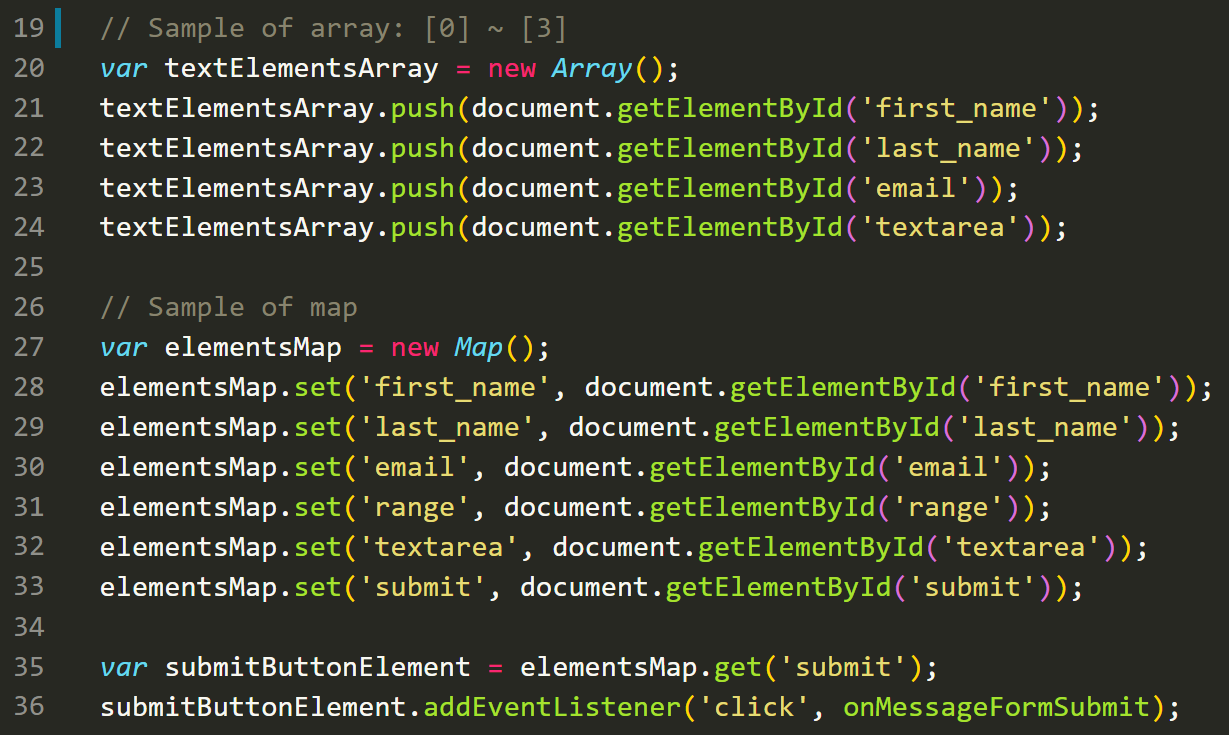 19 // Sample of array: [0] ~ [3]
20 var textElementsArray = new Array();
21 textElementsArray.push(document.getElementById('first_name'));
22 textElementsArray.push(document.getElementById('last_name'));
23 textElementsArray.push(document.getElementById('email'));
24 textElementsArray.push(document.getElementById('textarea'));
25
26 // Sample of map
27 var elementsMap = new Map();
28 elementsMap.set('first_name', document.getElementById('first_name'));
29 elementsMap.set('last_name', document.getElementById('last_name'));
30 elementsMap.set('email', document.getElementById('email'));
31 elementsMap.set('range', document.getElementById('range'));
32 elementsMap.set('textarea', document.getElementById('textarea'));
33 elementsMap.set('submit', document.getElementById('submit'));
34
35 var submitButtonElement = elementsMap.get('submit');
36 submitButtonElement.addEventListener('click', onMessageFormSubmit);